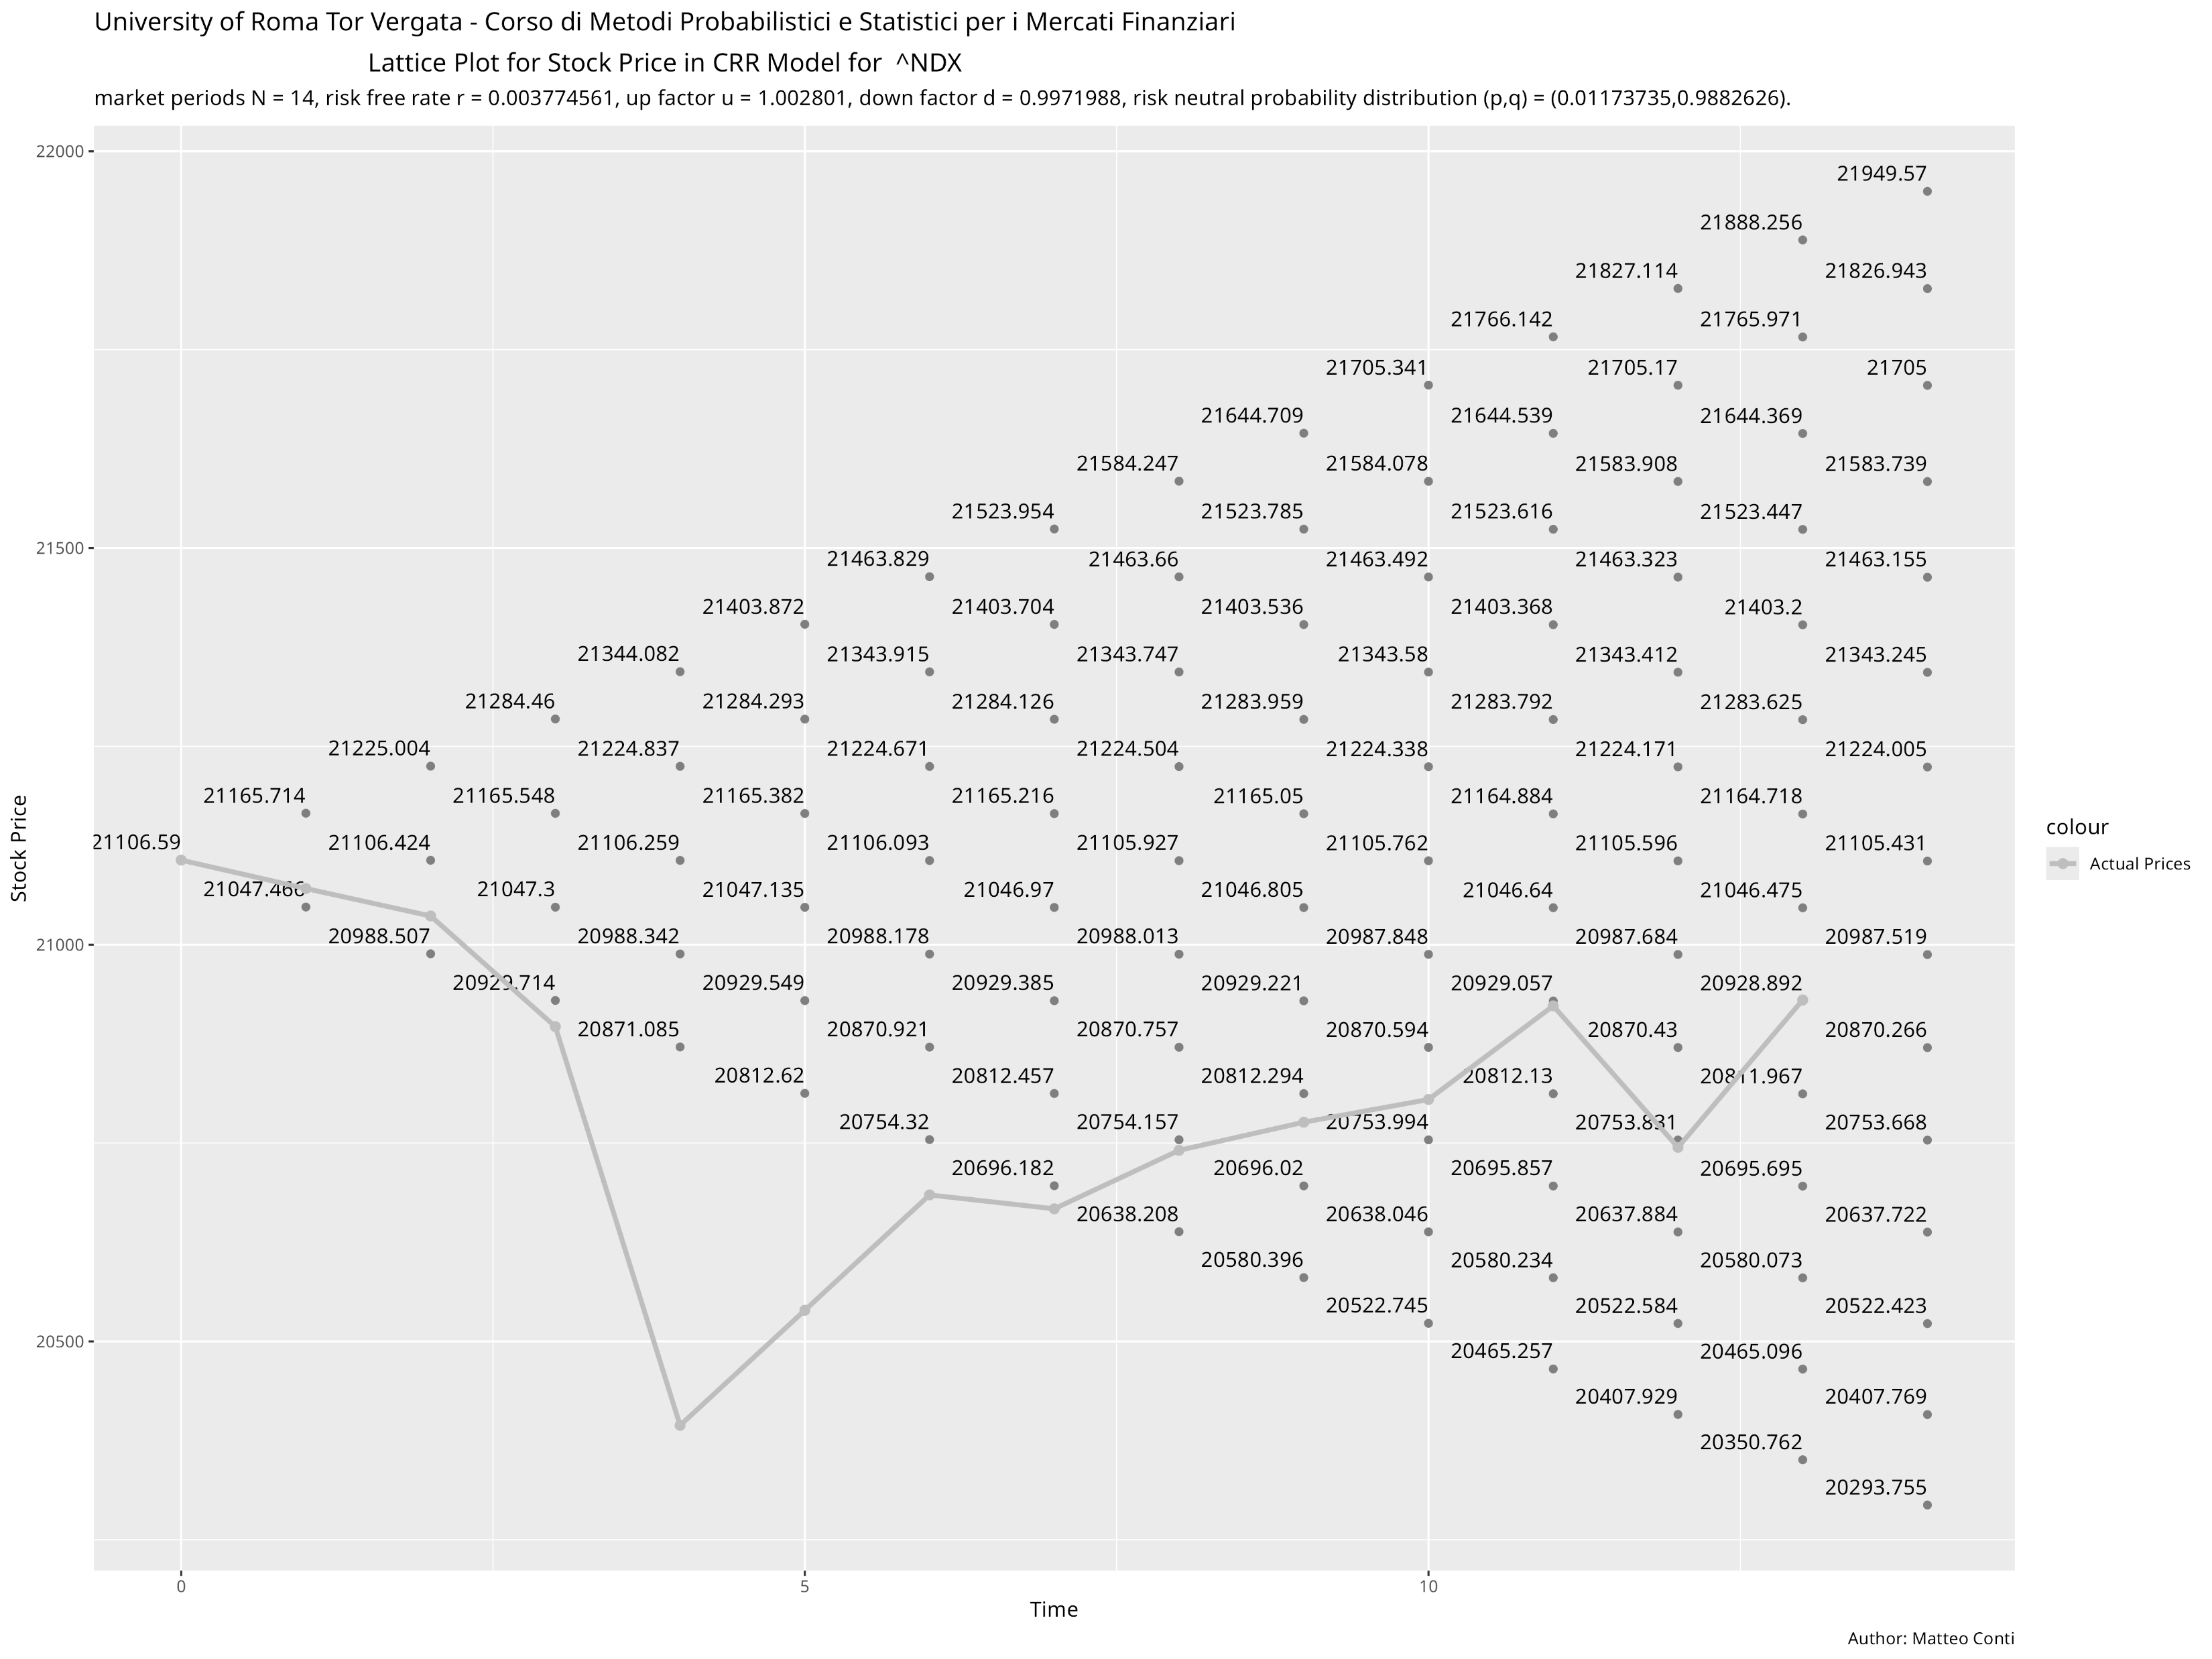 University of Roma Tor Vergata - Corso di Metodi Probabilistici e Statistici per i Mercati Finanziari
Lattice Plot for Stock Price in CRR Model for ^NDX
market periods N = 14, risk free rate r = 0.003774561, up factor u = 1.002801, down factor d = 0.9971988, risk neutral probability distribution (p,q) = (0.01173735,0.9882626).
22000
21949.57
21888.256
21827.114 21826.943
21766.142 21765.971
21705.341 21705.17 21705
21644.709 21644.539 21644.369
21584.247 21584.078 21583.908 21583.739
21523.954 21523.785 21523.616 21523.447
21500
21463.829 21463.66 21463.492 21463.323 21463.155
21403.872 21403.704 21403.536 21403.368 21403.2
21344.082 21343.915 21343.747 21343.58 21343.412 21343.245
21284.46 21284.293 21284.126 21283.959 21283.792 21283.625
21225.004 21224.837 21224.671 21224.504 21224.338 21224.171 21224.005
21165.714 21165.548 21165.382 21165.216 21165.05 21164.884 21164.718
21106.59 21106.424 21106.259 21106.093 21105.927 21105.762 21105.596 21105.431
21047.466 21047.3 21047.135 21046.97 21046.805 21046.64 21046.475
21000
20988.507 20988.342 20988.178 20988.013 20987.848 20987.684 20987.519
20929.714 20929.549 20929.385 20929.221 20929.057 20928.892
20871.085 20870.921 20870.757 20870.594 20870.43 20870.266
20812.62 20812.457 20812.294 20812.13 20811.967
20754.32 20754.157 20753.994 20753.831 20753.668
20696.182 20696.02 20695.857 20695.695
20638.208 20638.046 20637.884 20637.722
20580.396 20580.234 20580.073
20522.745 20522.584 20522.423
20500
20465.257 20465.096
20407.929 20407.769
20350.762
20293.755
Stock Price
0 5 10
Time
colour
Actual Prices
Author: Matteo Conti